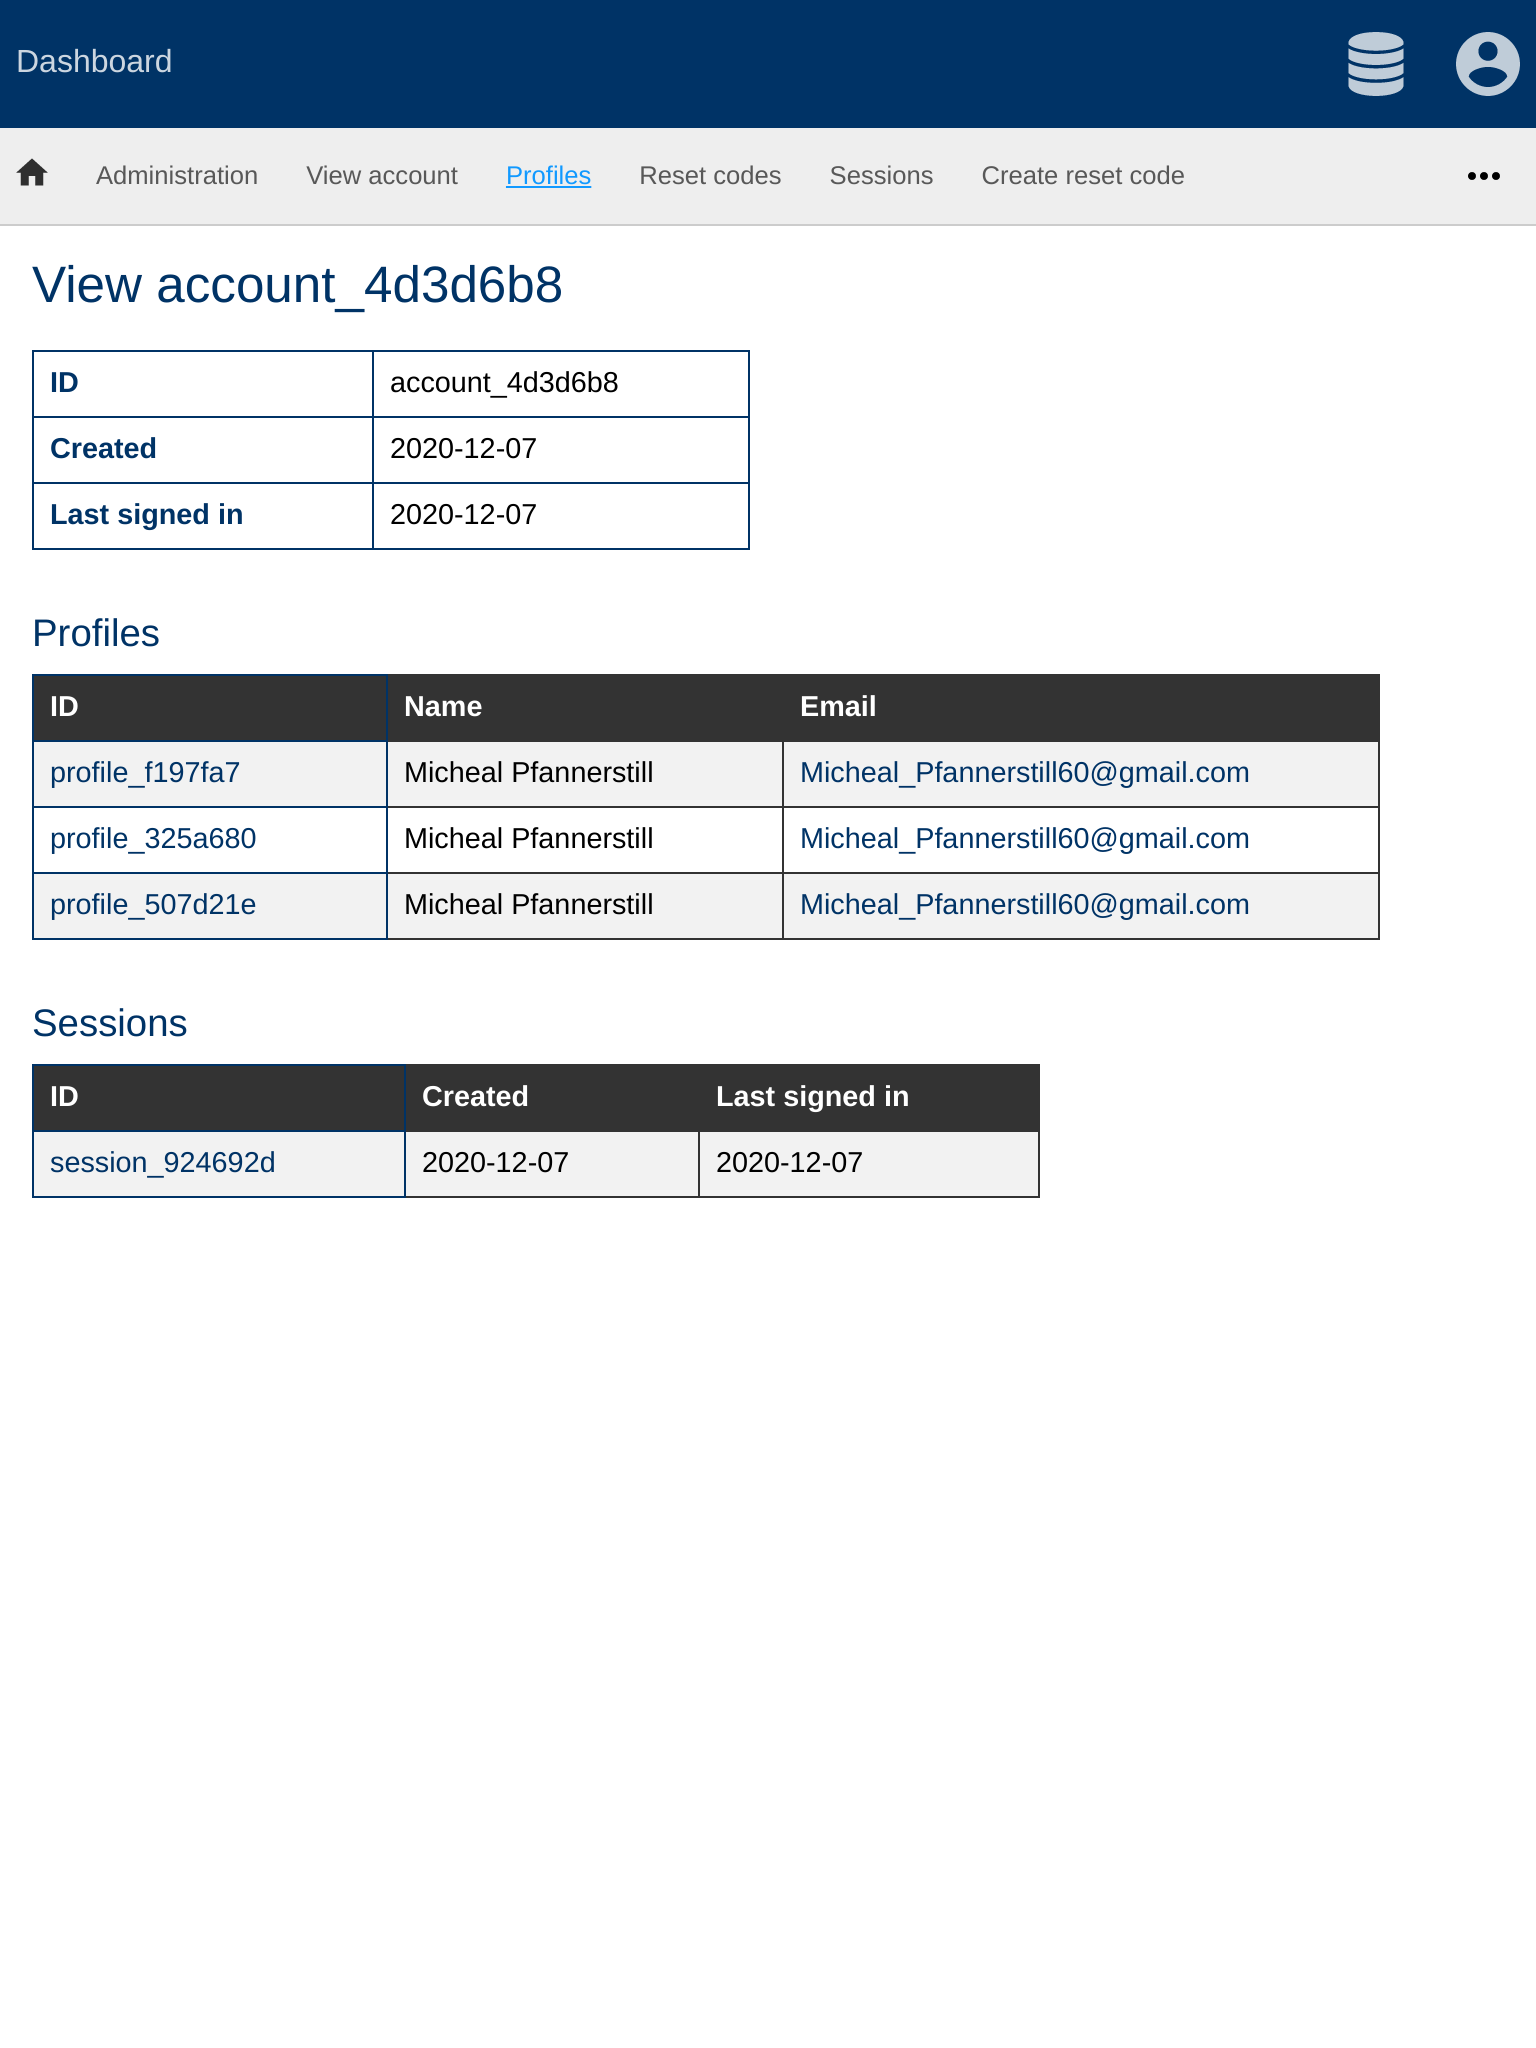 Dashboard
Administration View account Profiles Reset codes Sessions Create reset code
View account_4d3d6b8
ID account_4d3d6b8
Created 2020-12-07
Last signed in 2020-12-07
Profiles
ID Name Email
profile_f197fa7 Micheal Pfannerstill Micheal_Pfannerstill60@gmail.com
profile_325a680 Micheal Pfannerstill Micheal_Pfannerstill60@gmail.com
profile_507d21e Micheal Pfannerstill Micheal_Pfannerstill60@gmail.com
Sessions
ID Created Last signed in
session_924692d 2020-12-07 2020-12-07